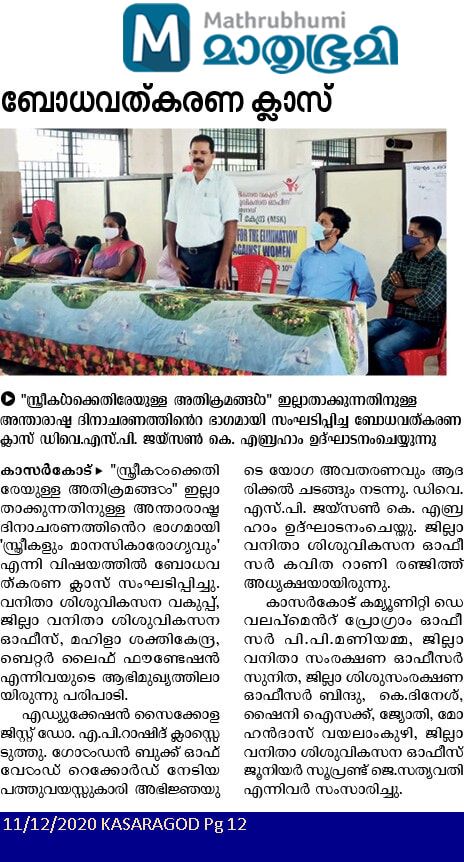 Mathrubhumi
മാതൃഭൂമി
ബോധവത്കരണ ക്ലാസ്
കേന്ദ്ര (MSK)
FOR THE ELIMINATION
AGAINST WOMEN
"സ്ത്രീകൾക്കെതിരേയുള്ള അതിക്രമങ്ങൾ" ഇല്ലാതാക്കുന്നതിനുള്ള
അന്താരാഷ്ട്ര ദിനാചരണത്തിൻെറ ഭാഗമായി സംഘടിപ്പിച്ച ബോധവത്കരണ
ക്ലാസ് ഡിവൈ.എസ്.പി. ജയ്സൺ കെ. എബ്രഹാം ഉദ്ഘാടനംചെയ്യുന്നു
കാസർകോട് ▸ "സ്ത്രീകൾക്കെതി
രേയുള്ള അതിക്രമങ്ങൾ" ഇല്ലാ
താക്കുന്നതിനുള്ള അന്താരാഷ്ട്ര
ദിനാചരണത്തിൻെറ ഭാഗമായി
'സ്ത്രീകളും മാനസികാരോഗ്യവും'
എന്നി വിഷയത്തിൽ ബോധവ
ത്കരണ ക്ലാസ് സംഘടിപ്പിച്ചു.
വനിതാ ശിശുവികസന വകുപ്പ്,
ജില്ലാ വനിതാ ശിശുവികസന
ഓഫീസ്, മഹിളാ ശക്തികേന്ദ്ര,
ബെറ്റർ ലൈഫ് ഫൗണ്ടേഷൻ
എന്നിവയുടെ ആഭിമുഖ്യത്തിലാ
യിരുന്നു പരിപാടി.
എഡ്യുക്കേഷൻ സൈക്കോള
ജിസ്റ്റ് ഡോ. എ.പി.റാഷിദ് ക്ലാസ്സെ
ടുത്തു. ഗോൾഡൻ ബുക്ക് ഓഫ്
വേൾഡ് റെക്കോർഡ് നേടിയ
പത്തുവയസ്സുകാരി അഭിജ്ഞയു
ടെ യോഗ അവതരണവും ആദ
രിക്കൽ ചടങ്ങും നടന്നു. ഡിവൈ.
എസ്.പി. ജയ്സൺ കെ. എബ്ര
ഹാം ഉദ്ഘാടനംചെയ്തു. ജില്ലാ
വനിതാ ശിശുവികസന ഓഫീ
സർ കവിത റാണി രഞ്ജിത്ത്
അധ്യക്ഷയായിരുന്നു.
കാസർകോട് കമ്യൂണിറ്റി ഡെ
വലപ്മെൻറ് പ്രോഗ്രാം ഓഫീ
സർ പി.പി.മണിയമ്മ, ജില്ലാ
വനിതാ സംരക്ഷണ ഓഫീസർ
സുനിത, ജില്ലാ ശിശുസംരക്ഷണ
ഓഫീസർ ബിന്ദു, കെ.ദിനേശ്,
ഷൈനി ഐസക്ക്, ജ്യോതി, മോ
ഹൻദാസ് വയലാംകുഴി, ജില്ലാ
വനിതാ ശിശുവികസന ഓഫീസ്
ജൂനിയർ സൂപ്രണ്ട് ജെ.സത്യവതി
എന്നിവർ സംസാരിച്ചു.
11/12/2020 KASARAGOD Pg 12